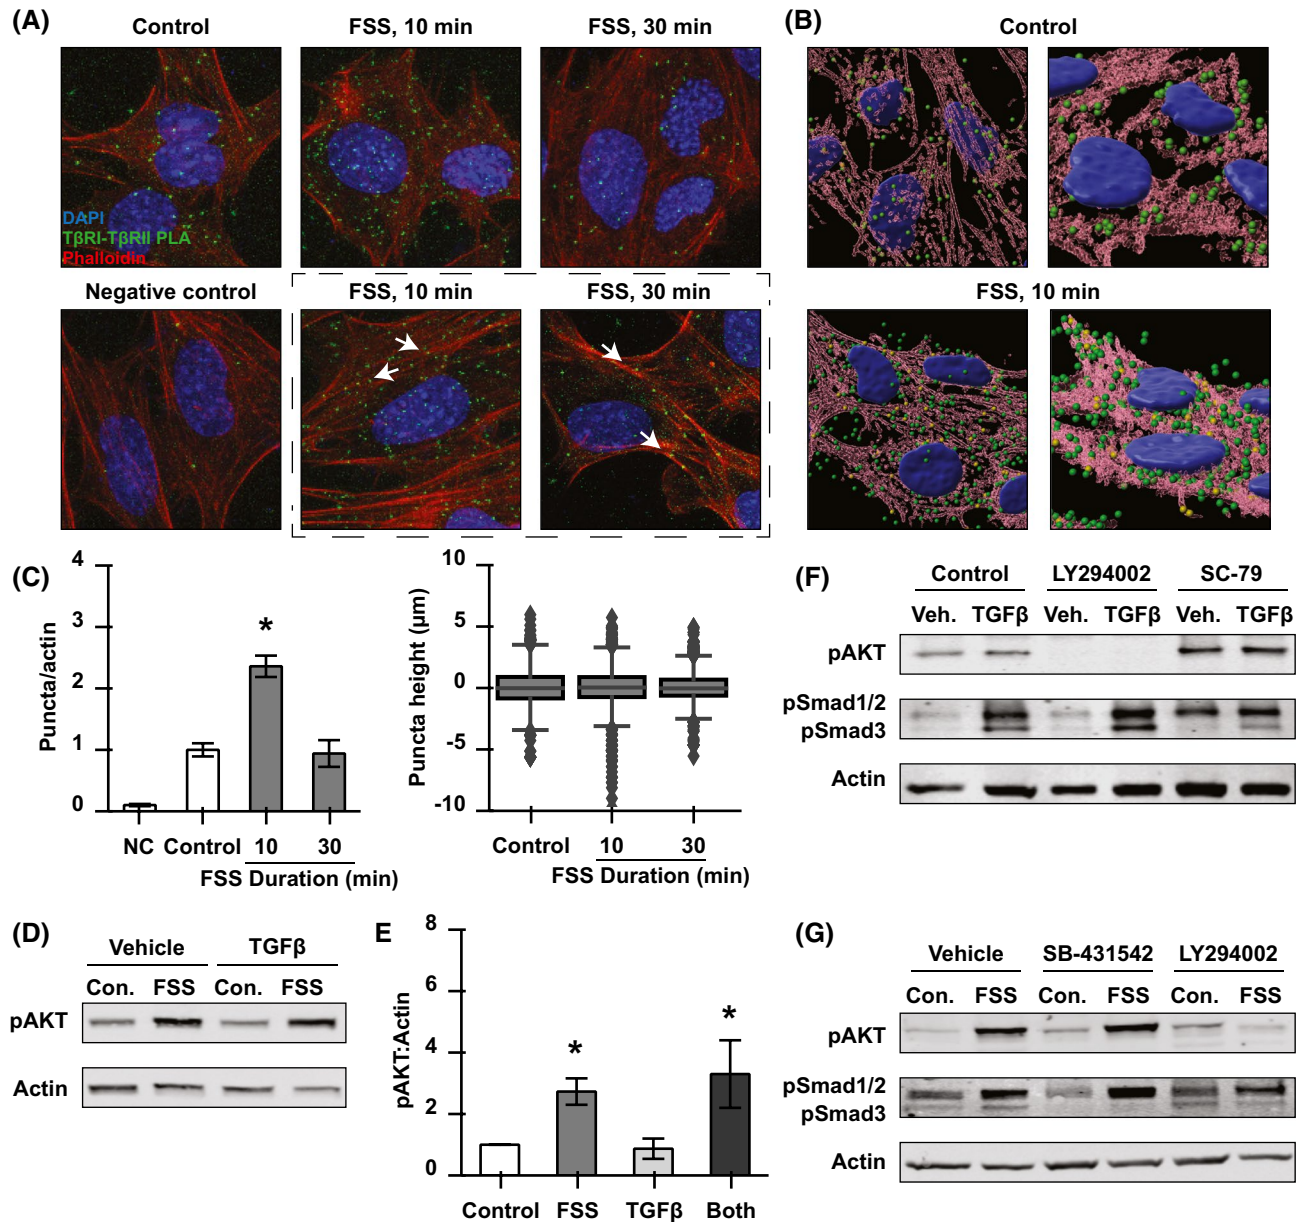 (A)
Control
FSS, 10 min
FSS, 30 min
DAPI
TβRI-TβRII PLA
Phalloidin
Negative control
FSS, 10 min
FSS, 30 min
(B)
Control
FSS, 10 min
(C)
Puncta/actin
4
3
2
1
0
*
NC
Control
10
30
FSS Duration (min)
Puncta height (µm)
10
5
0
-5
-10
Control
10
30
FSS Duration (min)
(D)
Vehicle
TGFβ
Con.
FSS
Con.
FSS
pAKT
Actin
E
pAKT:Actin
8
6
4
2
0
*
*
Control
FSS
TGFβ
Both
(F)
Control
LY294002
SC-79
Veh.
TGFβ
Veh.
TGFβ
Veh.
TGFβ
pAKT
pSmad1/2
pSmad3
Actin
(G)
Vehicle
SB-431542
LY294002
Con.
FSS
Con.
FSS
Con.
FSS
pAKT
pSmad1/2
pSmad3
Actin